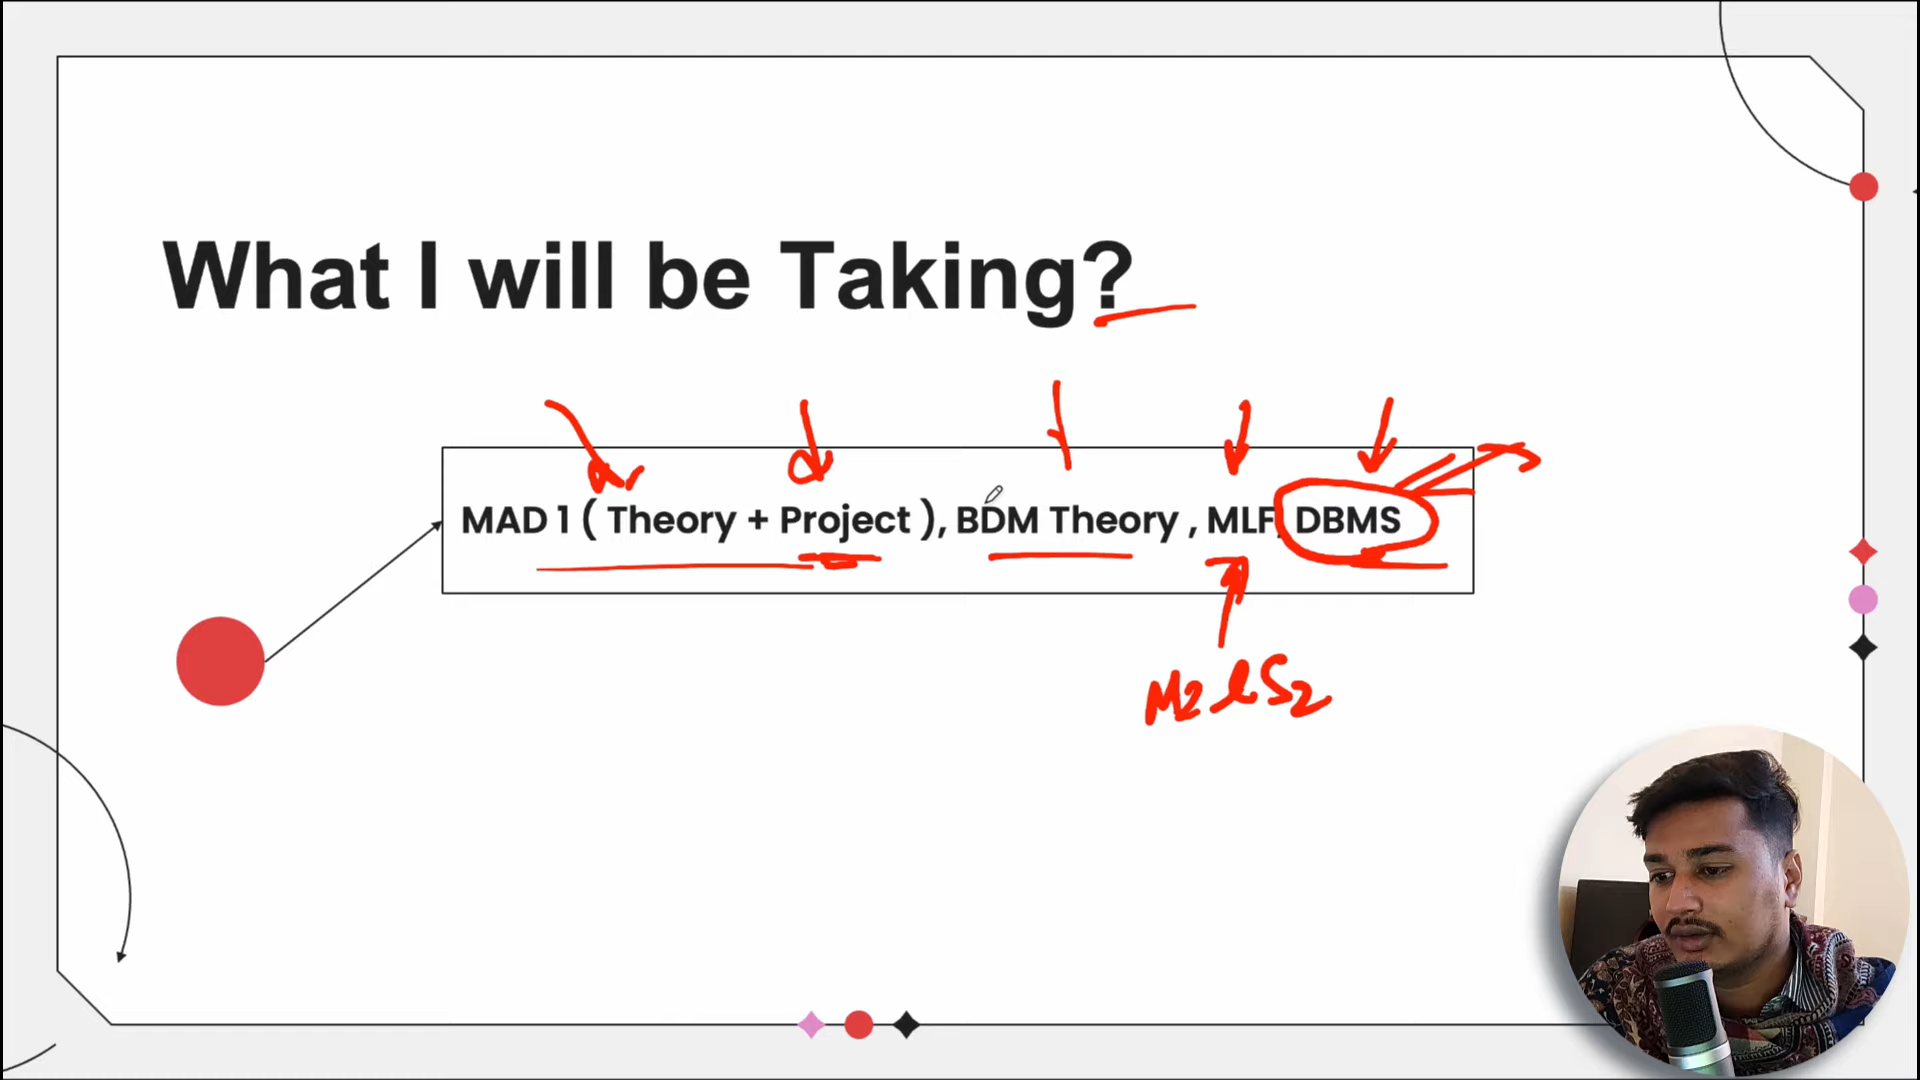 What I will be Taking?
MAD 1 ( Theory + Project ), BDM Theory , MLF, DBMS
M2 & S2